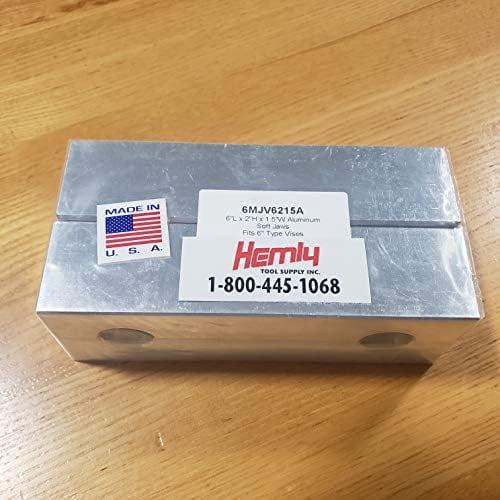 MADE IN
U. S. A.
6MJV6215A
6"L x 2"H x 1.5"W Aluminum
Soft Jaws
Fits 6" Type Vises
Hemly
TOOL SUPPLY INC.
1-800-445-1068